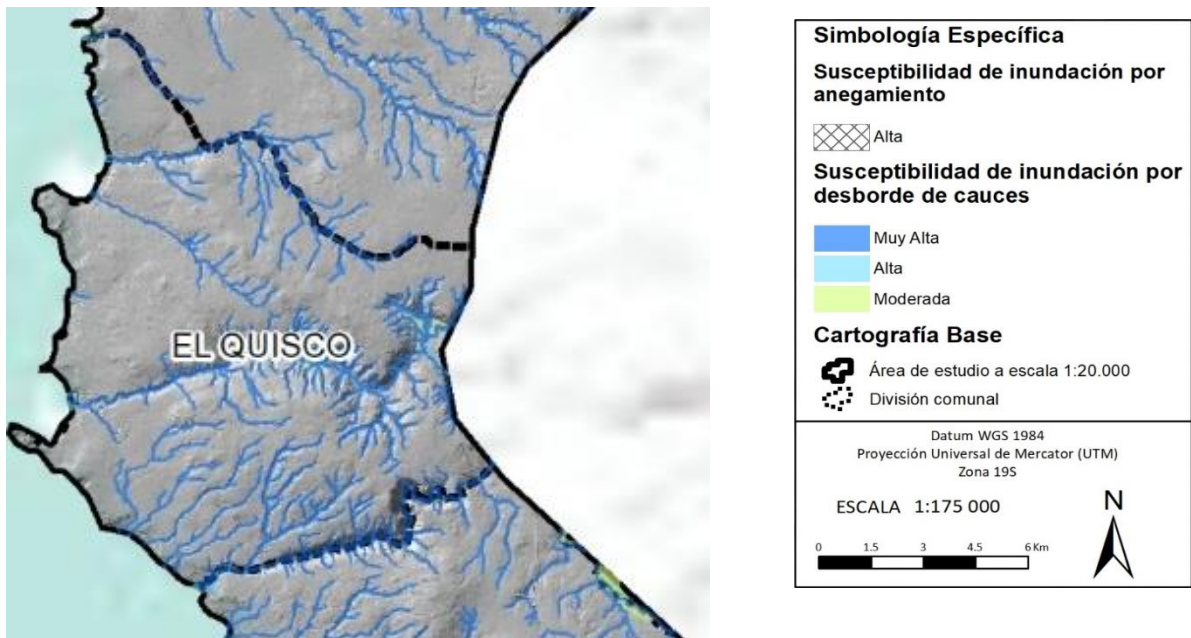 EL QUISCO
Simbología Específica
Susceptibilidad de inundación por
anegamiento
Alta
Susceptibilidad de inundación por
desborde de cauces
Muy Alta
Alta
Moderada
Cartografía Base
Área de estudio a escala 1:20.000
División comunal
Datum WGS 1984
Proyección Universal de Mercator (UTM)
Zona 19S
ESCALA 1:175 000
N
0 1.5 3 4.5 6 Km